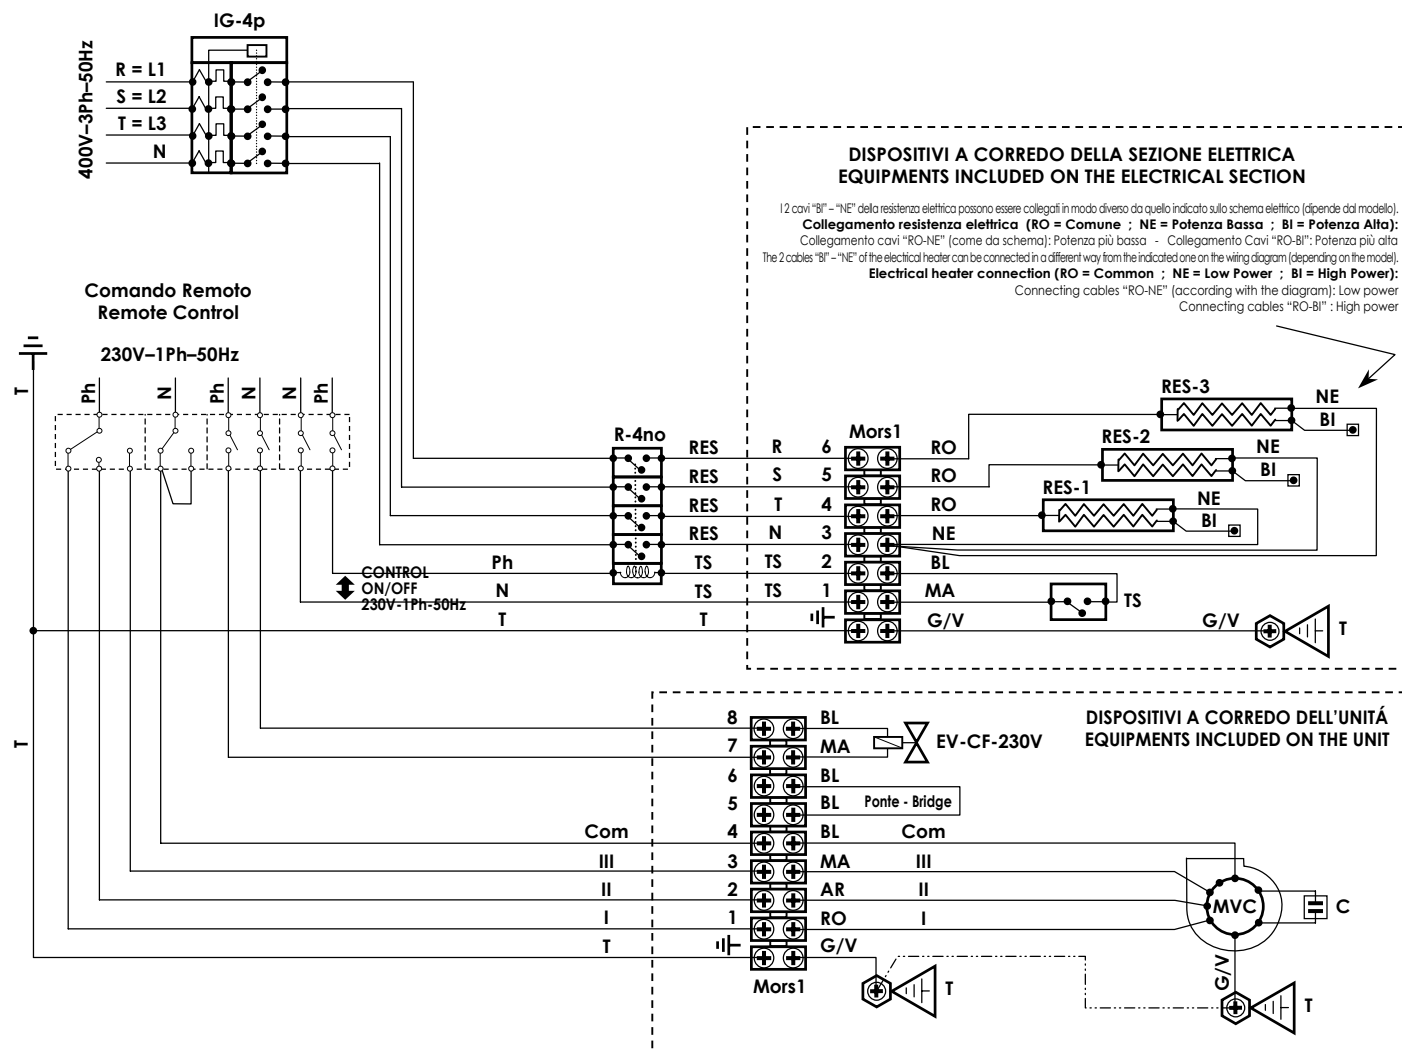 IG-4p
400V–3Ph–50Hz
R = L1
S = L2
T = L3
N
DISPOSITIVI A CORREDO DELLA SEZIONE ELETTRICA
EQUIPMENTS INCLUDED ON THE ELECTRICAL SECTION
I 2 cavi “BI” – “NE” della resistenza elettrica possono essere collegati in modo diverso da quello indicato sullo schema elettrico (dipende dal modello).
Collegamento resistenza elettrica (RO = Comune ; NE = Potenza Bassa ; BI = Potenza Alta):
Collegamento cavi “RO-NE” (come da schema): Potenza più bassa - Collegamento Cavi “RO-BI”: Potenza più alta
The 2 cables “BI” – “NE” of the electrical heater can be connected in a different way from the indicated one on the wiring diagram (depending on the model).
Electrical heater connection (RO = Common ; NE = Low Power ; BI = High Power):
Connecting cables “RO-NE” (according with the diagram): Low power
Connecting cables “RO-BI” : High power
Comando Remoto
Remote Control
230V–1Ph–50Hz
T
Ph N Ph N N Ph
RES-3 NE
BI
RES-2 NE
BI
RES-1 NE
BI
R-4no Mors1
RES R 6 RO
RES S 5 RO
RES T 4 RO
RES N 3 NE
Ph TS TS 2 BL
N TS TS 1 MA TS
T T G/V G/V T
CONTROL
ON/OFF
230V-1Ph-50Hz
T
DISPOSITIVI A CORREDO DELL’UNITÁ
EQUIPMENTS INCLUDED ON THE UNIT
8 BL
7 MA EV-CF-230V
6 BL
5 BL Ponte - Bridge
Com 4 BL Com
III 3 MA III
II 2 AR II
I 1 RO I
T G/V
MVC C
Mors1
T
G/V
T